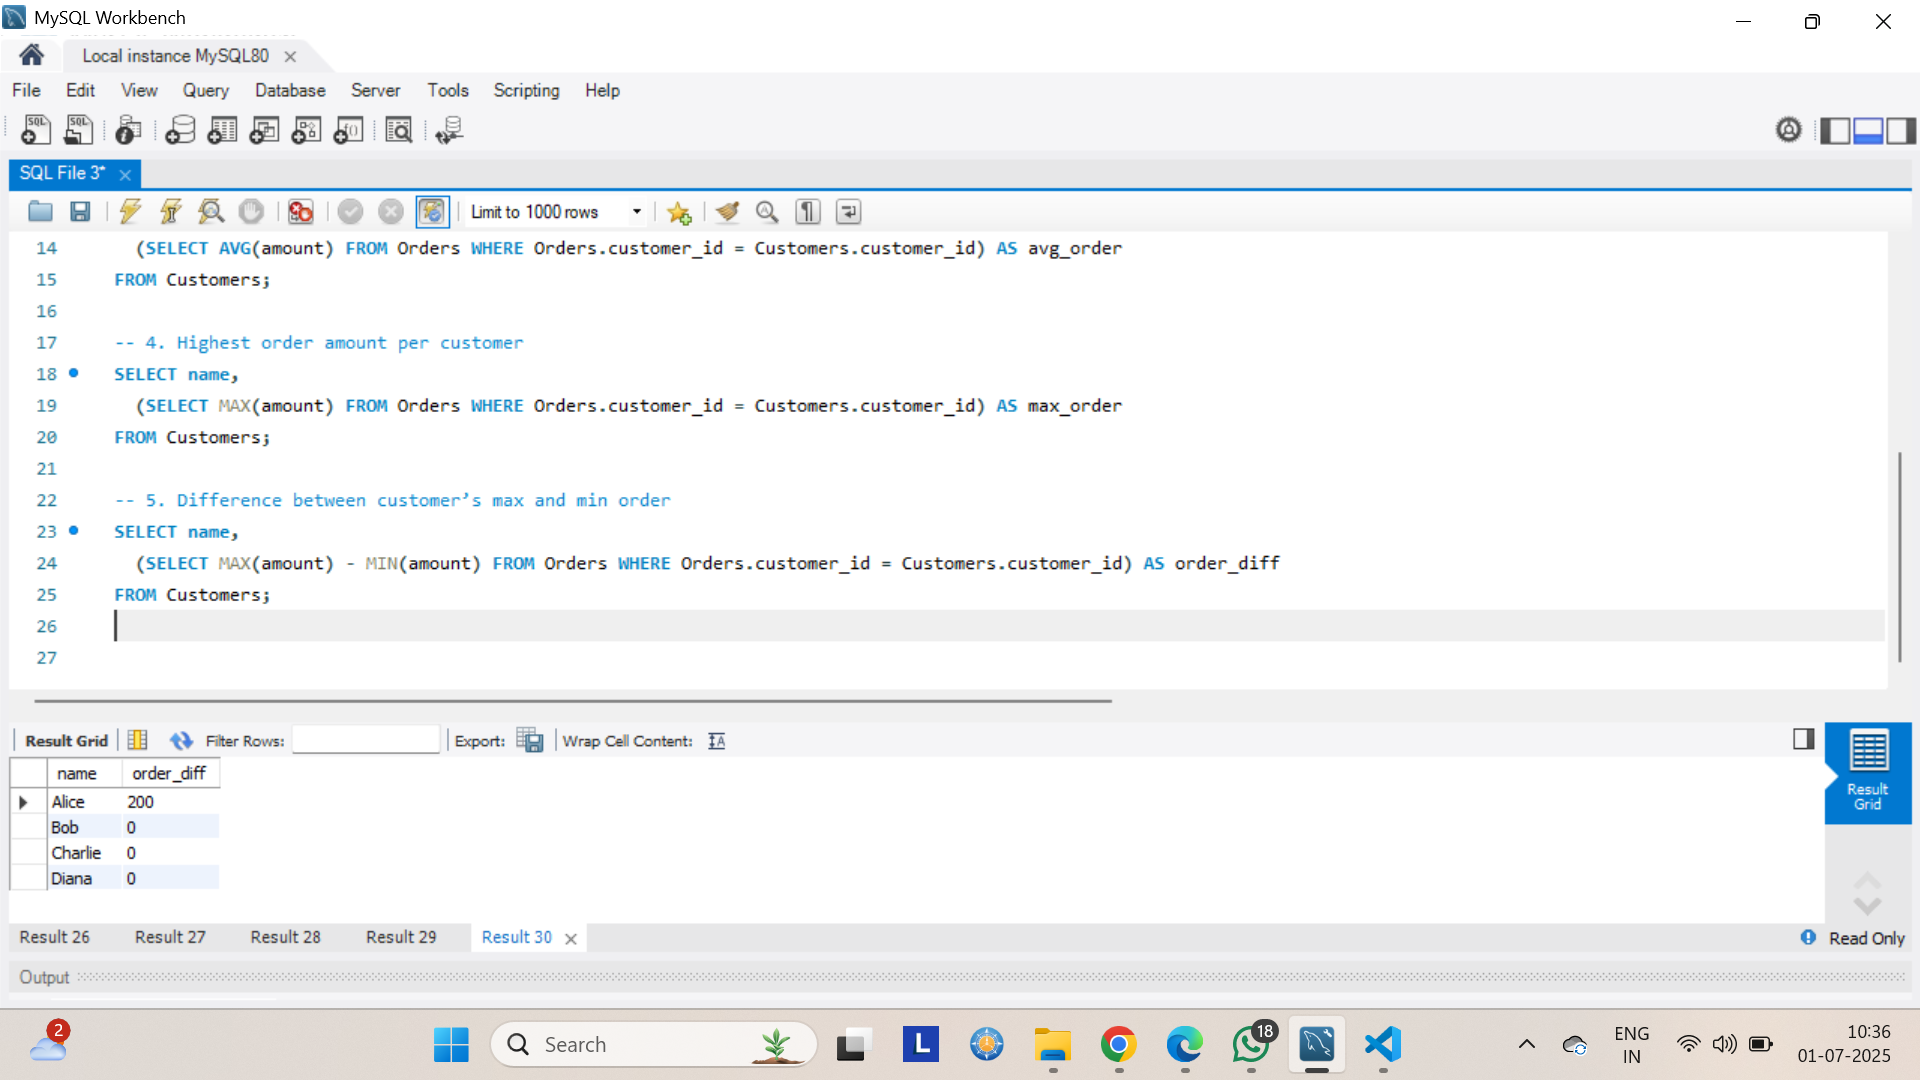 MySQL Workbench
Local instance MySQL80
File Edit View Query Database Server Tools Scripting Help
SQL File 3*
Limit to 1000 rows
14 (SELECT AVG(amount) FROM Orders WHERE Orders.customer_id = Customers.customer_id) AS avg_order
15 FROM Customers;
16
17 -- 4. Highest order amount per customer
18 SELECT name,
19 (SELECT MAX(amount) FROM Orders WHERE Orders.customer_id = Customers.customer_id) AS max_order
20 FROM Customers;
21
22 -- 5. Difference between customer’s max and min order
23 SELECT name,
24 (SELECT MAX(amount) - MIN(amount) FROM Orders WHERE Orders.customer_id = Customers.customer_id) AS order_diff
25 FROM Customers;
26
27
Result Grid Filter Rows: Export: Wrap Cell Content:
name order_diff
Alice 200
Bob 0
Charlie 0
Diana 0
Result Grid
Result 26 Result 27 Result 28 Result 29 Result 30
Read Only
Output
2
Search
L
18
ENG
IN
10:36
01-07-2025